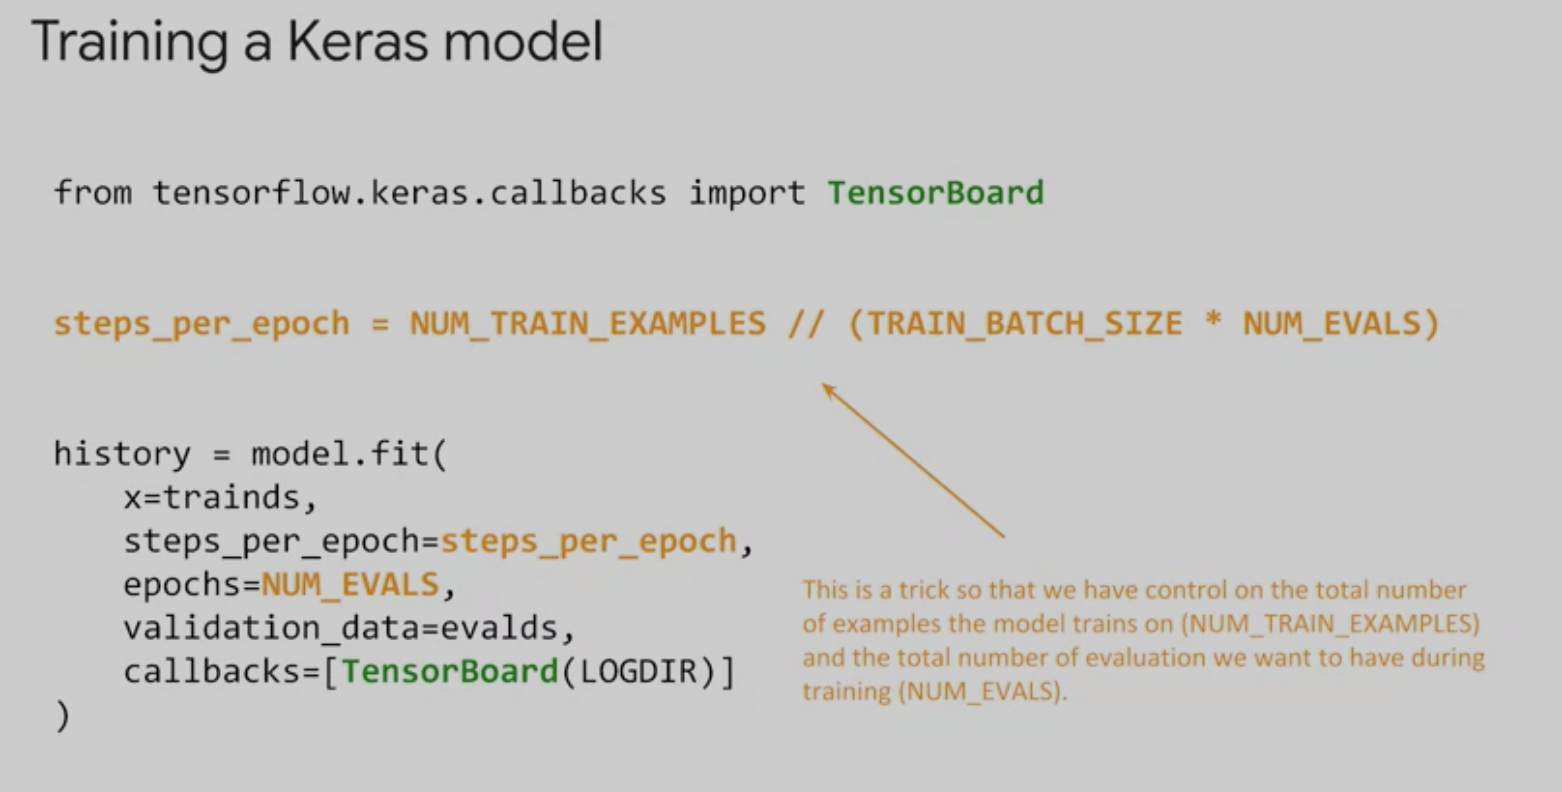 Training a Keras model
from tensorflow.keras.callbacks import TensorBoard
steps_per_epoch = NUM_TRAIN_EXAMPLES // (TRAIN_BATCH_SIZE * NUM_EVALS)
history = model.fit(
    x=trainds,
    steps_per_epoch=steps_per_epoch,
    epochs=NUM_EVALS,
    validation_data=evalds,
    callbacks=[TensorBoard(LOGDIR)]
)
This is a trick so that we have control on the total number
of examples the model trains on (NUM_TRAIN_EXAMPLES)
and the total number of evaluation we want to have during
training (NUM_EVALS).